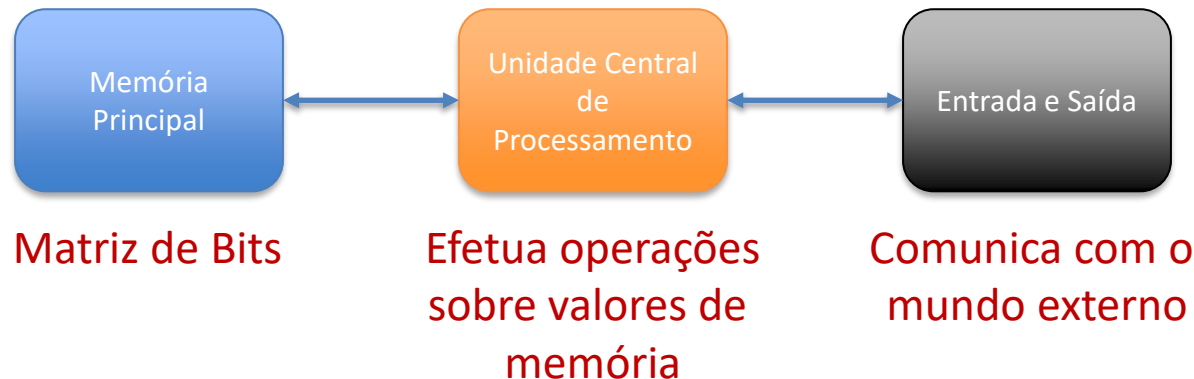 Memória
Principal
Unidade Central
de
Processamento
Entrada e Saída
Matriz de Bits
Efetua operações
sobre valores de
memória
Comunica com o
mundo externo